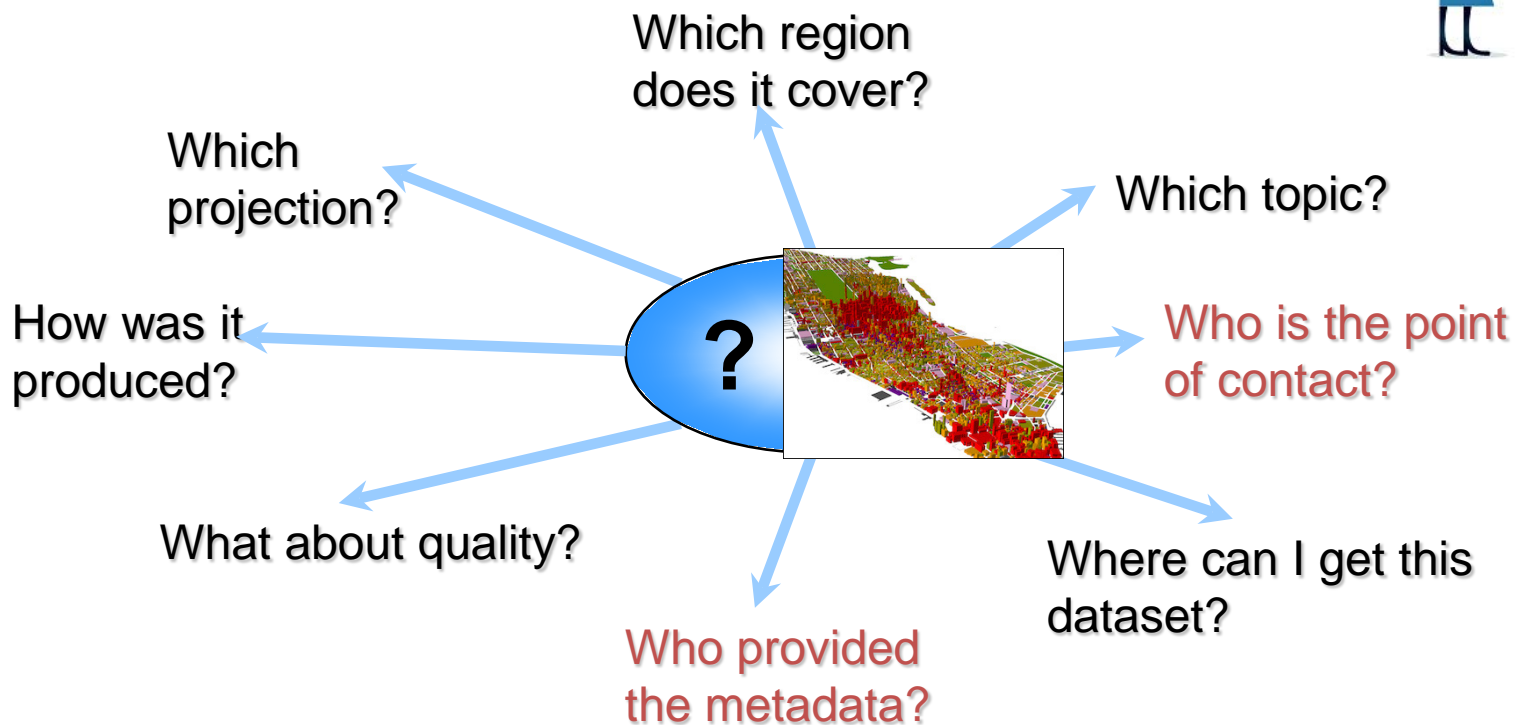 Which region
does it cover?
Which
projection?
Which topic?
How was it
produced?
?
Who is the point
of contact?
What about quality?
Where can I get this
dataset?
Who provided
the metadata?